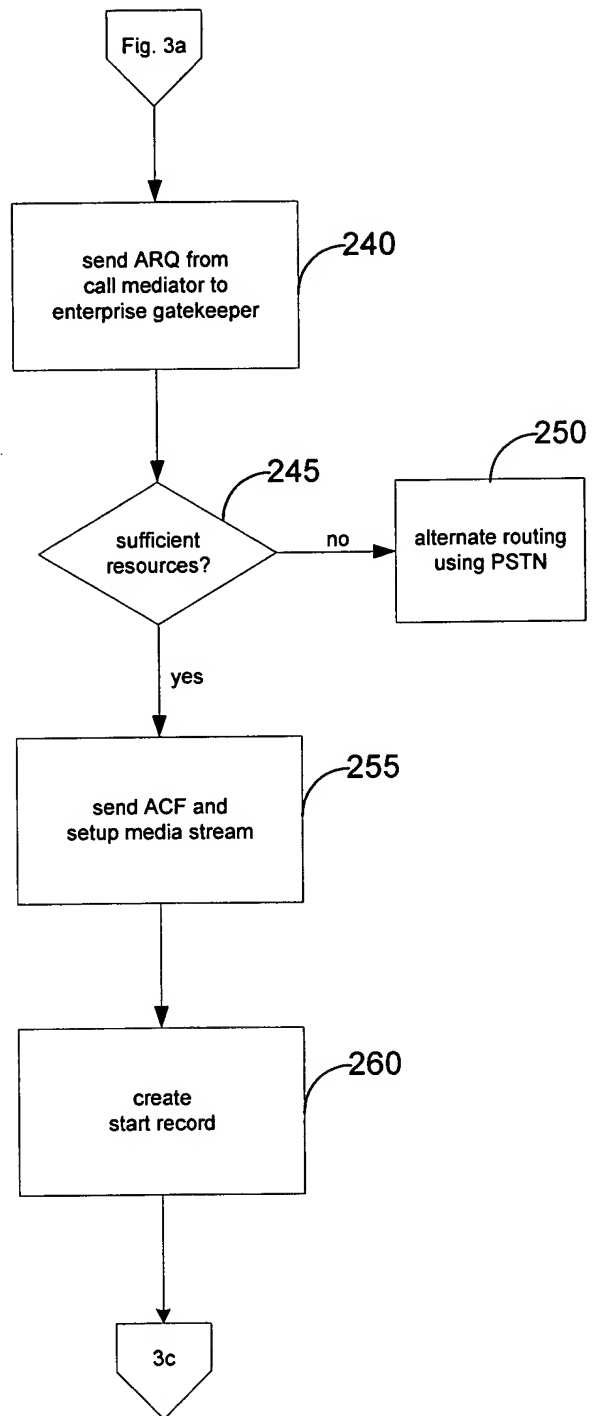 Fig. 3a
send ARQ from
call mediator to
enterprise gatekeeper
240
245
sufficient
resources?
no
250
alternate routing
using PSTN
yes
send ACF and
setup media stream
255
create
start record
260
3c